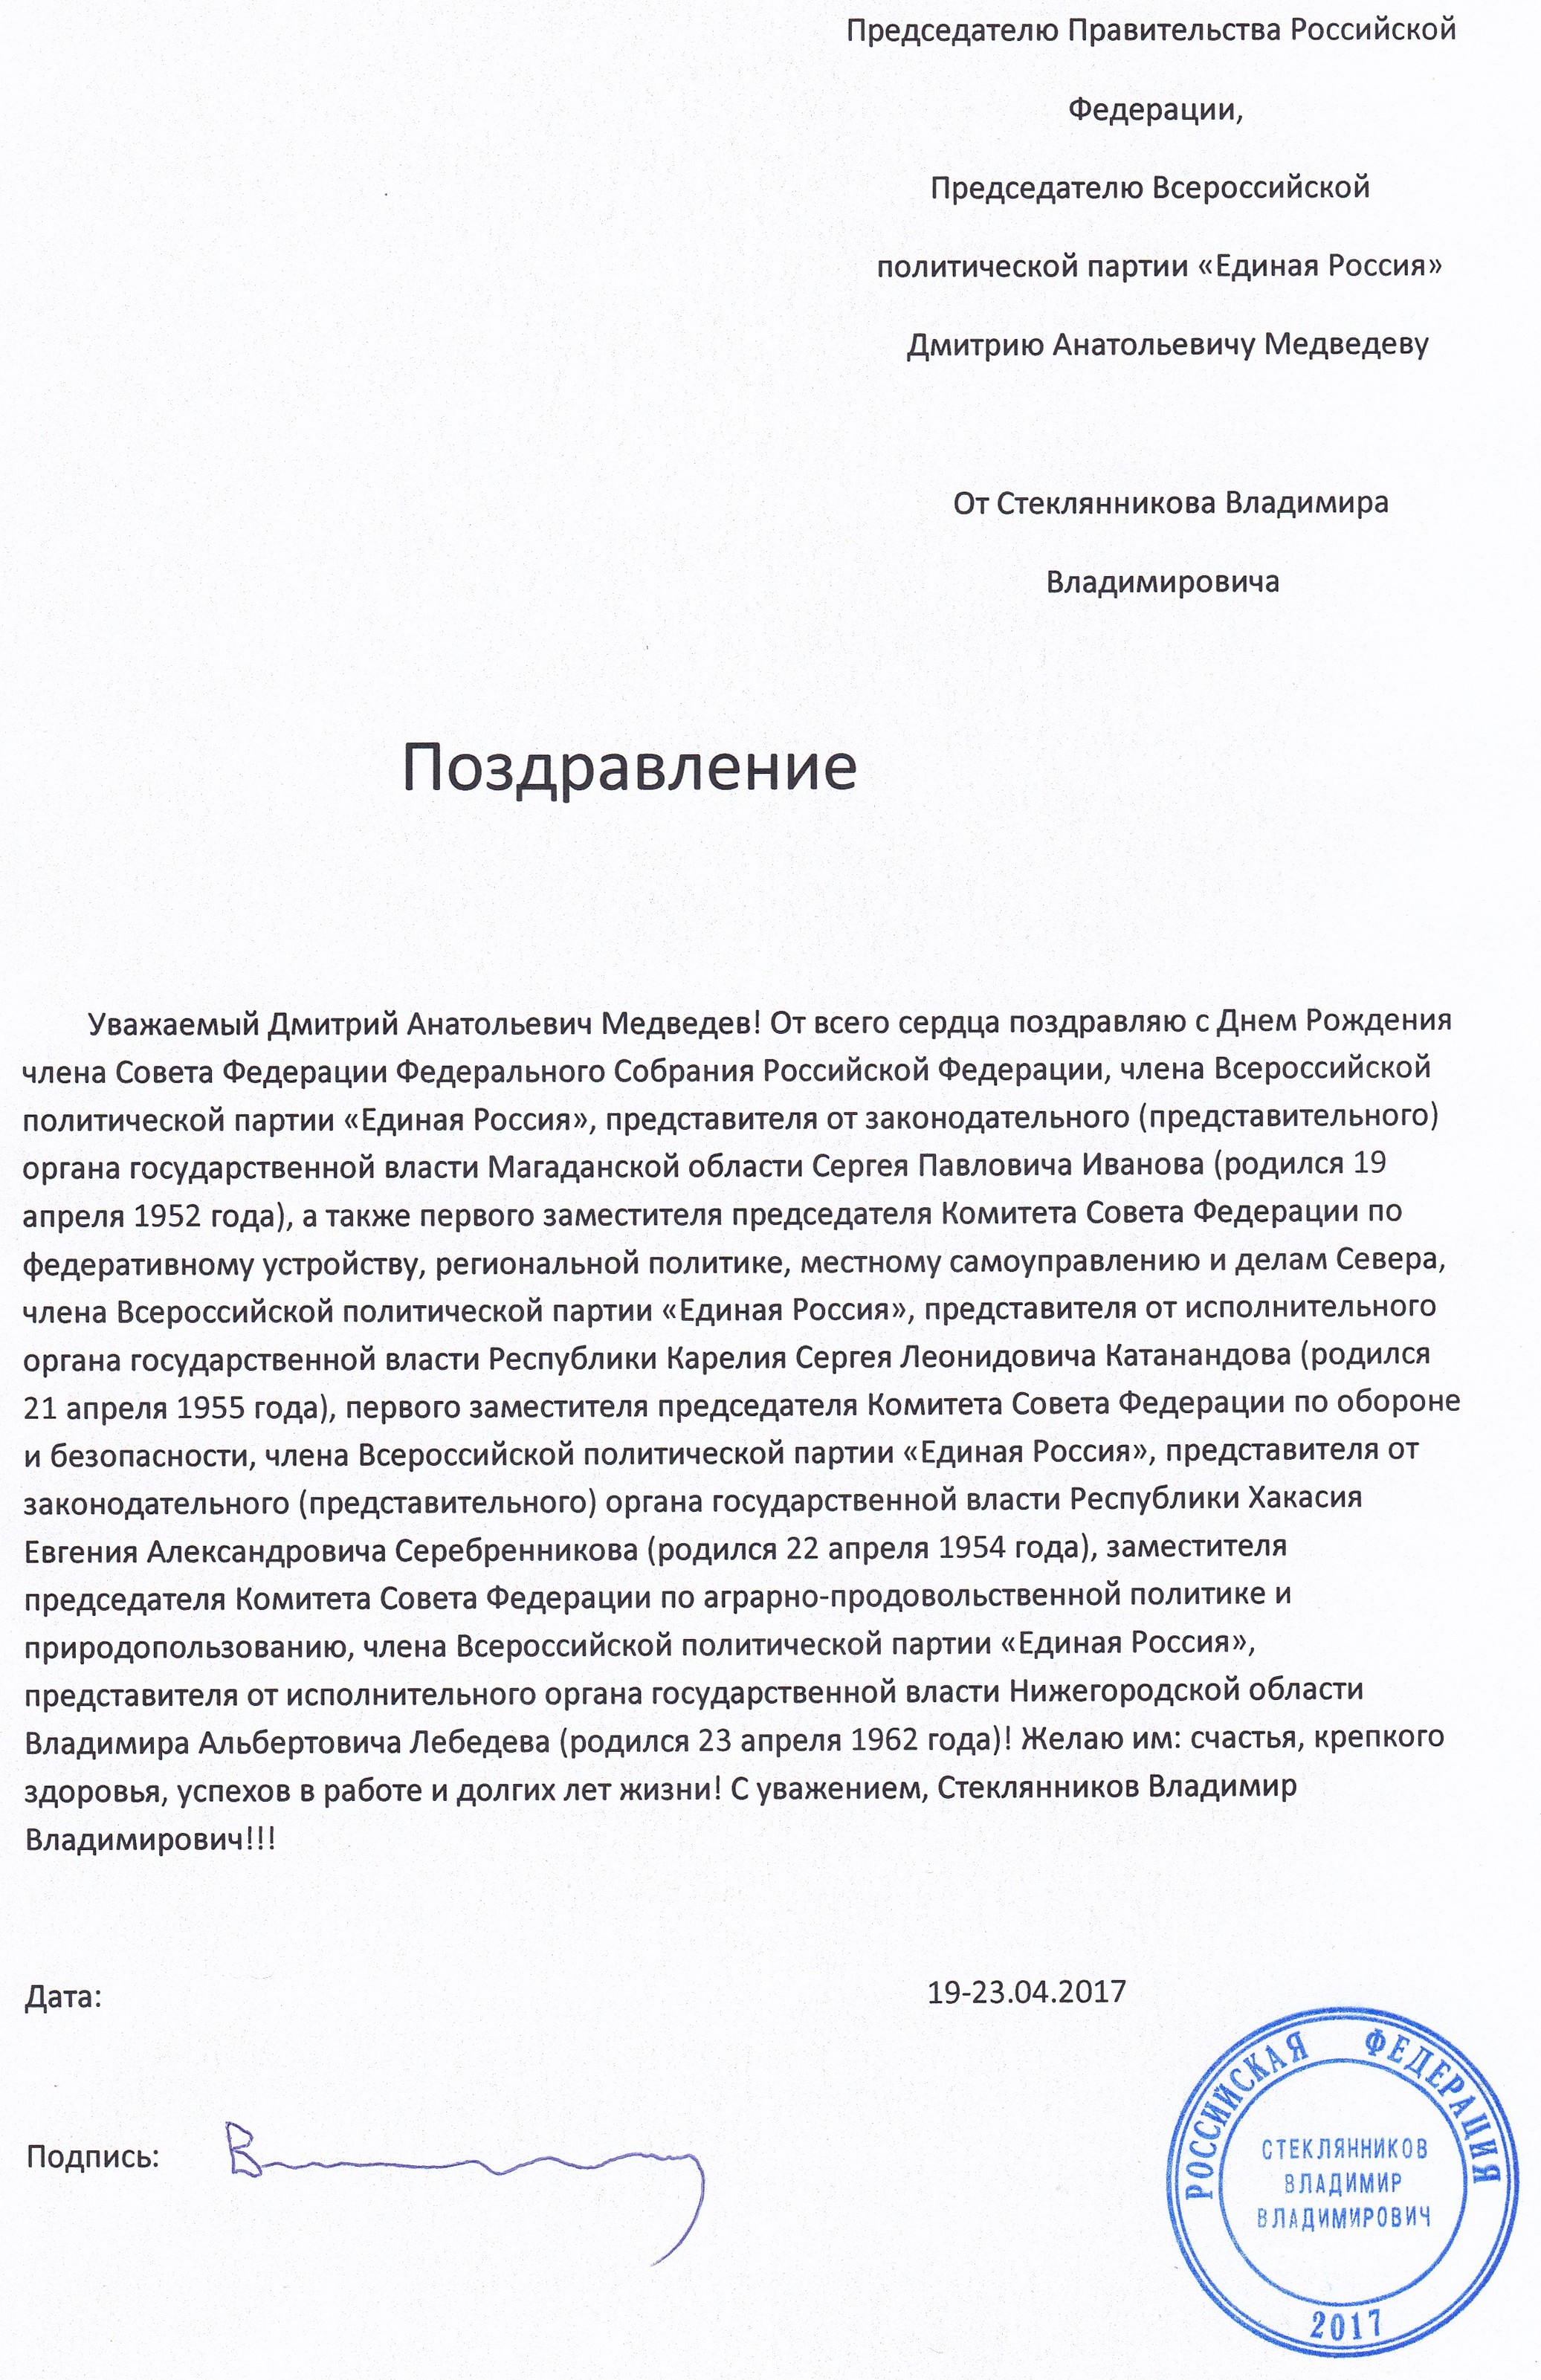 Председателю Правительства Российской
Федерации,
Председателю Всероссийской
политической партии «Единая Россия»
Дмитрию Анатольевичу Медведеву
От Стеклянникова Владимира
Владимировича
Поздравление
Уважаемый Дмитрий Анатольевич Медведев! От всего сердца поздравляю с Днем Рождения
члена Совета Федерации Федерального Собрания Российской Федерации, члена Всероссийской
политической партии «Единая Россия», представителя от законодательного (представительного)
органа государственной власти Магаданской области Сергея Павловича Иванова (родился 19
апреля 1952 года), а также первого заместителя председателя Комитета Совета Федерации по
федеративному устройству, региональной политике, местному самоуправлению и делам Севера,
члена Всероссийской политической партии «Единая Россия», представителя от исполнительного
органа государственной власти Республики Карелия Сергея Леонидовича Катанандова (родился
21 апреля 1955 года), первого заместителя председателя Комитета Совета Федерации по обороне
и безопасности, члена Всероссийской политической партии «Единая Россия», представителя от
законодательного (представительного) органа государственной власти Республики Хакасия
Евгения Александровича Серебренникова (родился 22 апреля 1954 года), заместителя
председателя Комитета Совета Федерации по аграрно-продовольственной политике и
природопользованию, члена Всероссийской политической партии «Единая Россия»,
представителя от исполнительного органа государственной власти Нижегородской области
Владимира Альбертовича Лебедева (родился 23 апреля 1962 года)! Желаю им: счастья, крепкого
здоровья, успехов в работе и долгих лет жизни! С уважением, Стеклянников Владимир
Владимирович!!!
Дата: 19-23.04.2017
Подпись:
РОССИЙСКАЯ ФЕДЕРАЦИЯ
СТЕКЛЯННИКОВ
ВЛАДИМИР
ВЛАДИМИРОВИЧ
2017